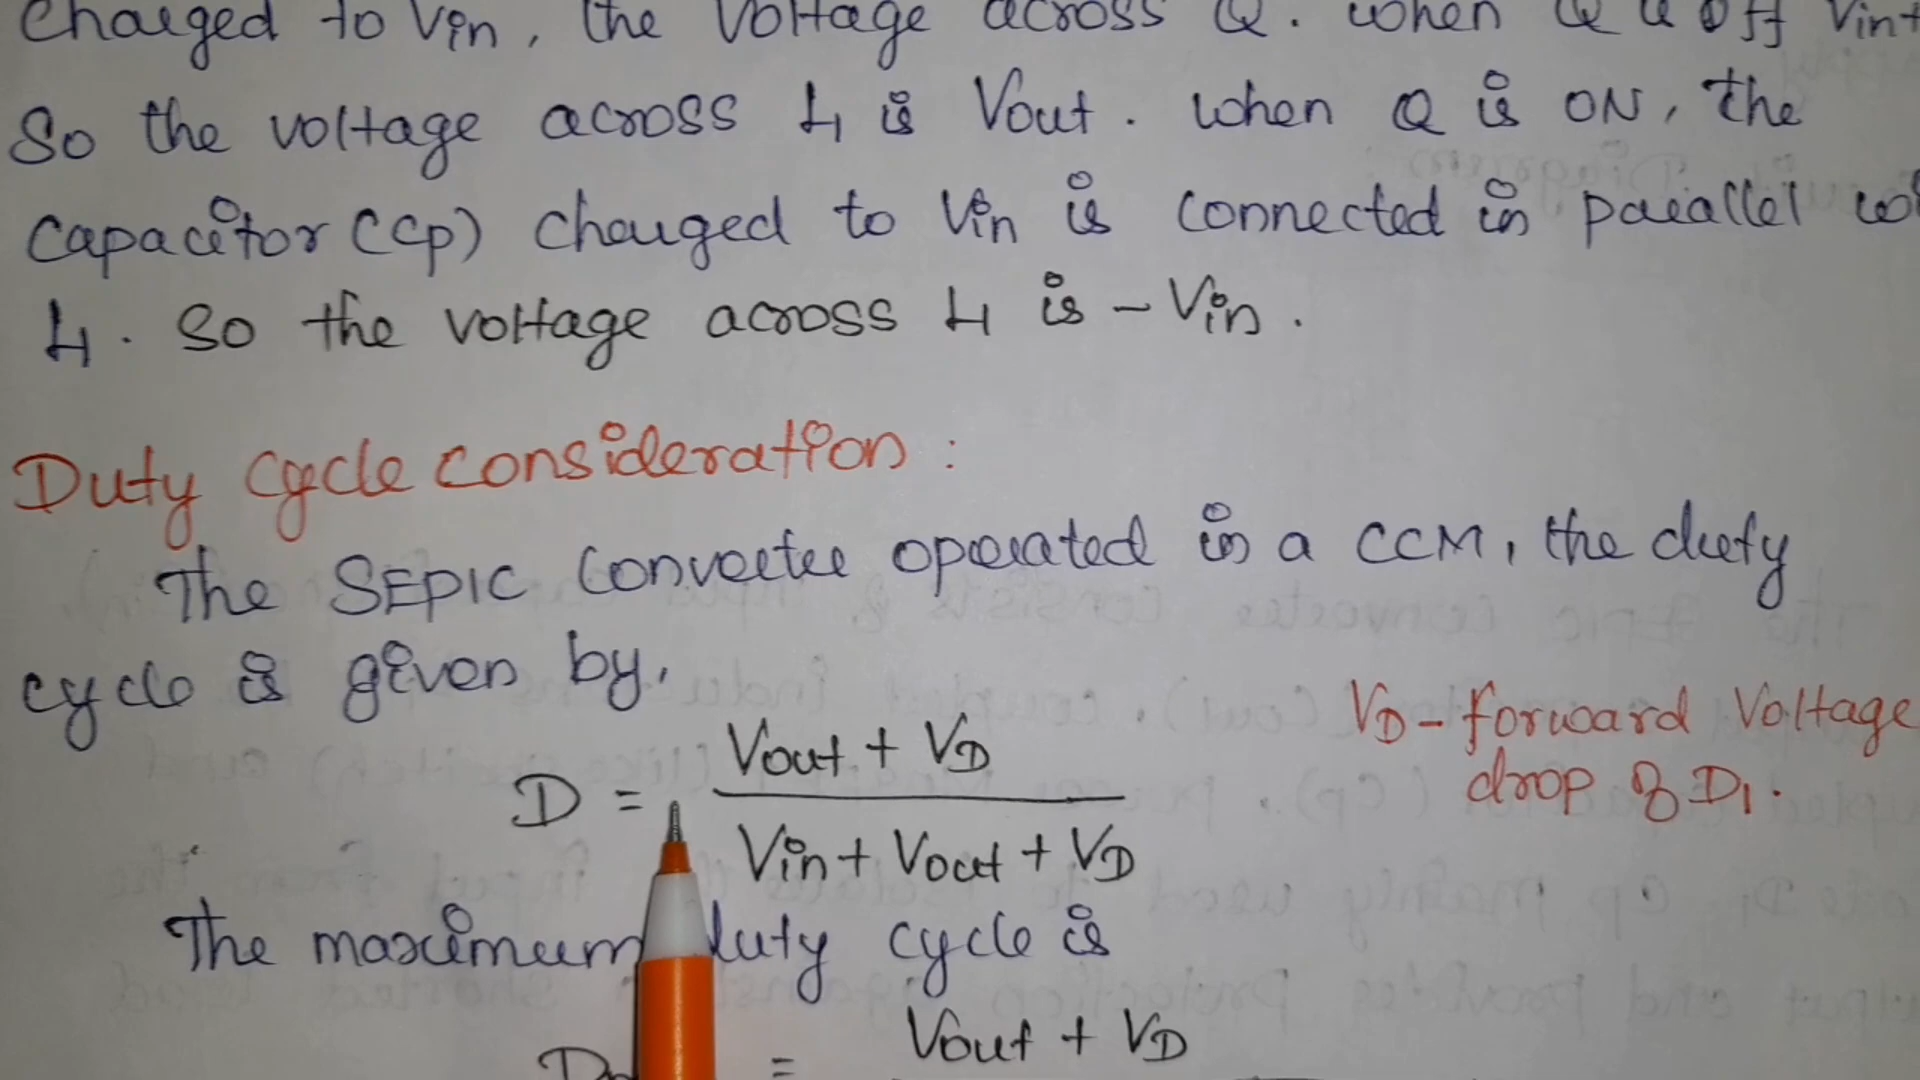 charged to Vin, the voltage across Q. when Q is off Vin+
So the voltage across L1 is Vout. when Q is ON, the
capacitor (Cp) charged to Vin is connected in parallel
L1. So the voltage across L1 is -Vin.
Duty cycle consideration:
The SEPIC converter operated in a CCM, the duty
cycle is given by,
VD-forward Voltage
drop of D1.
D = Vout + VD
Vin + Vout + VD
The maximum duty cycle is
= Vout + VD